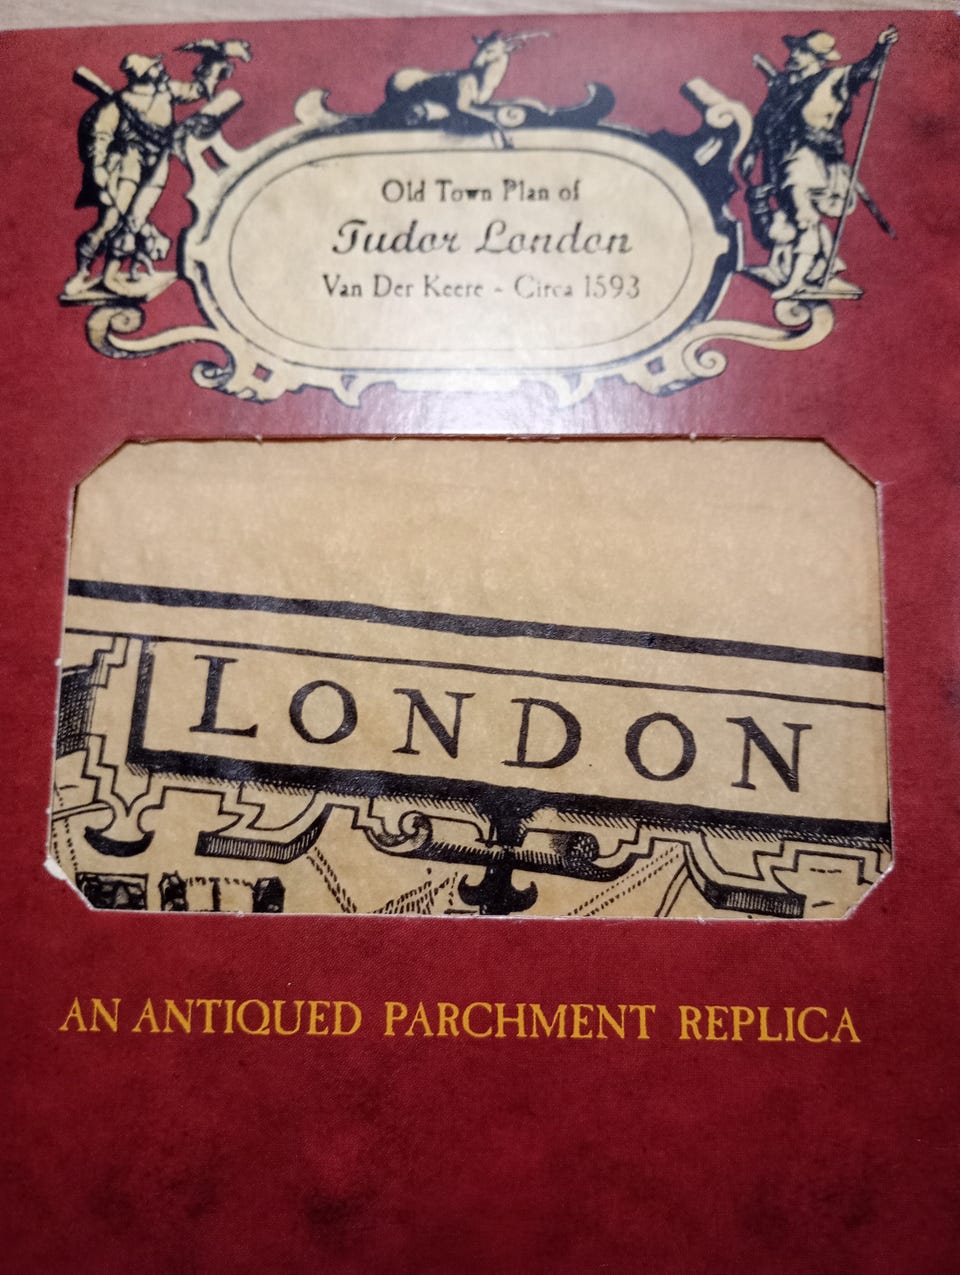 Old Town Plan of
Tudor London
Van Der Keere - Circa 1593
LONDON
AN ANTIQUED PARCHMENT REPLICA